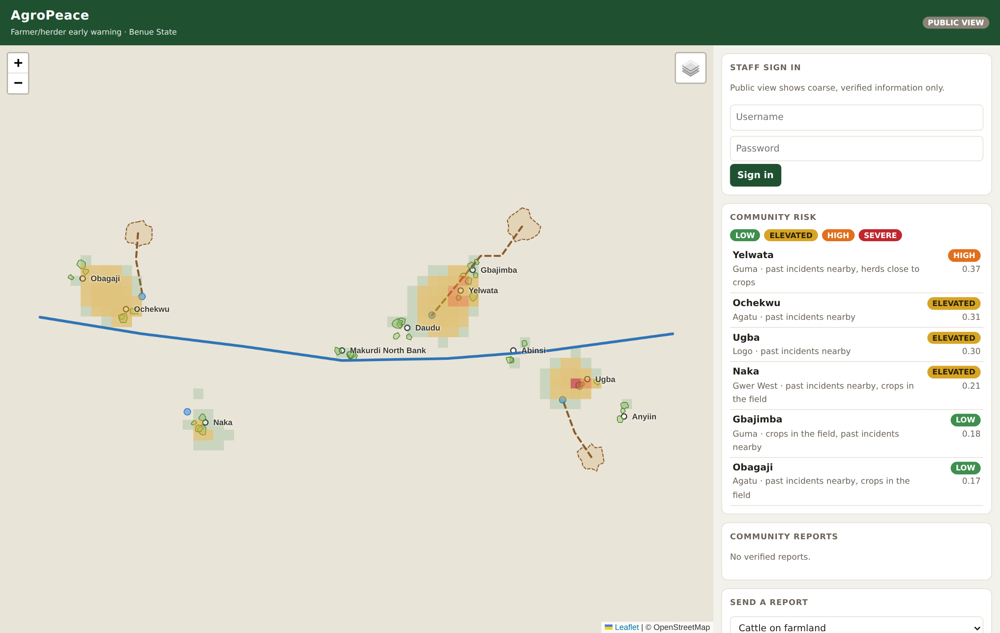 AgroPeace
Farmer/herder early warning · Benue State
PUBLIC VIEW
+
−
Obagaji
Ochekwu
Gbajimba
Yelwata
Daudu
Makurdi North Bank
Abinsi
Ugba
Naka
Anyiin
Leaflet | © OpenStreetMap
STAFF SIGN IN
Public view shows coarse, verified information only.
Username
Password
Sign in
COMMUNITY RISK
LOW ELEVATED HIGH SEVERE
Yelwata HIGH
Guma · past incidents nearby, herds close to 0.37
crops
Ochekwu ELEVATED
Agatu · past incidents nearby 0.31
Ugba ELEVATED
Logo · past incidents nearby 0.30
Naka ELEVATED
Gwer West · past incidents nearby, crops in 0.21
the field
Gbajimba LOW
Guma · crops in the field, past incidents 0.18
nearby
Obagaji LOW
Agatu · past incidents nearby, crops in the 0.17
field
COMMUNITY REPORTS
No verified reports.
SEND A REPORT
Cattle on farmland